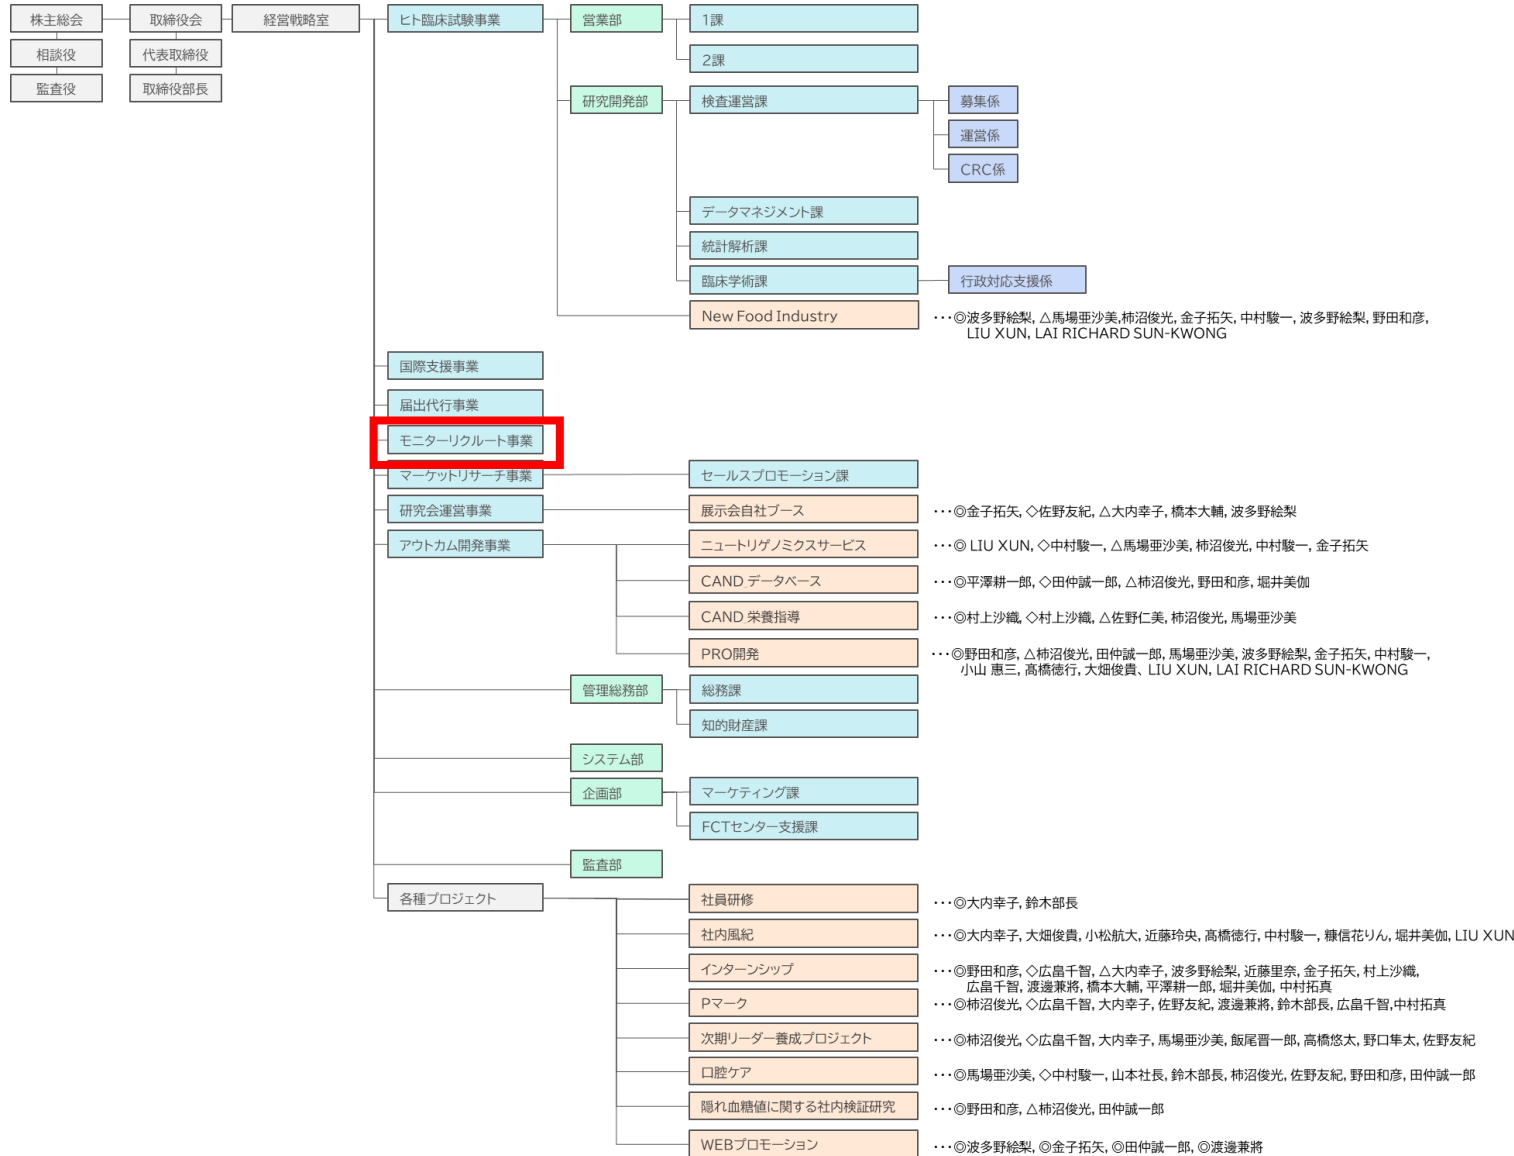 株主総会
取締役会
経営戦略室
ヒト臨床試験事業
営業部
1課
相談役
代表取締役
2課
監査役
取締役部長
研究開発部
検査運営課
募集係
運営係
CRC係
データマネジメント課
統計解析課
臨床学術課
行政対応支援係
New Food Industry
···◎波多野絵梨, △馬場亜沙美,柿沼俊光, 金子拓矢, 中村駿一, 波多野絵梨, 野田和彦,
LIU XUN, LAI RICHARD SUN-KWONG
国際支援事業
届出代行事業
モニターリクルート事業
マーケットリサーチ事業
セールスプロモーション課
研究会運営事業
展示会自社ブース
···◎金子拓矢, ◇佐野友紀, △大内幸子, 橋本大輔, 波多野絵梨
アウトカム開発事業
ニュートリゲノミクスサービス
···◎ LIU XUN, ◇中村駿一, △馬場亜沙美, 柿沼俊光, 中村駿一, 金子拓矢
CAND データベース
···◎平澤耕一郎, ◇田仲誠一郎, △柿沼俊光, 野田和彦, 堀井美伽
CAND 栄養指導
···◎村上沙織, ◇村上沙織, △佐野仁美, 柿沼俊光, 馬場亜沙美
PRO開発
···◎野田和彦, △柿沼俊光, 田仲誠一郎, 馬場亜沙美, 波多野絵梨, 金子拓矢, 中村駿一,
小山 惠三, 髙橋徳行, 大畑俊貴、LIU XUN, LAI RICHARD SUN-KWONG
管理総務部
総務課
知的財産課
システム部
企画部
マーケティング課
FCTセンター支援課
監査部
各種プロジェクト
社員研修
···◎大内幸子, 鈴木部長
社内風紀
···◎大内幸子, 大畑俊貴, 小松航大, 近藤玲央, 髙橋徳行, 中村駿一, 糠信花りん, 堀井美伽, LIU XUN
インターンシップ
···◎野田和彦, ◇広畠千智, △大内幸子, 波多野絵梨, 近藤里奈, 金子拓矢, 村上沙織,
広畠千智, 渡邊兼將, 橋本大輔, 平澤耕一郎, 堀井美伽, 中村拓真
Pマーク
···◎柿沼俊光, ◇広畠千智, 大内幸子, 佐野友紀, 渡邊兼將, 鈴木部長, 広畠千智,中村拓真
次期リーダー養成プロジェクト
···◎柿沼俊光, ◇広畠千智, 大内幸子, 馬場亜沙美, 飯尾晋一郎, 高橋悠太, 野口隼太, 佐野友紀
口腔ケア
···◎馬場亜沙美, ◇中村駿一, 山本社長, 鈴木部長, 柿沼俊光, 佐野友紀, 野田和彦, 田仲誠一郎
隠れ血糖値に関する社内検証研究
···◎野田和彦, △柿沼俊光, 田仲誠一郎
WEBプロモーション
···◎波多野絵梨, ◎金子拓矢, ◎田仲誠一郎, ◎渡邊兼將